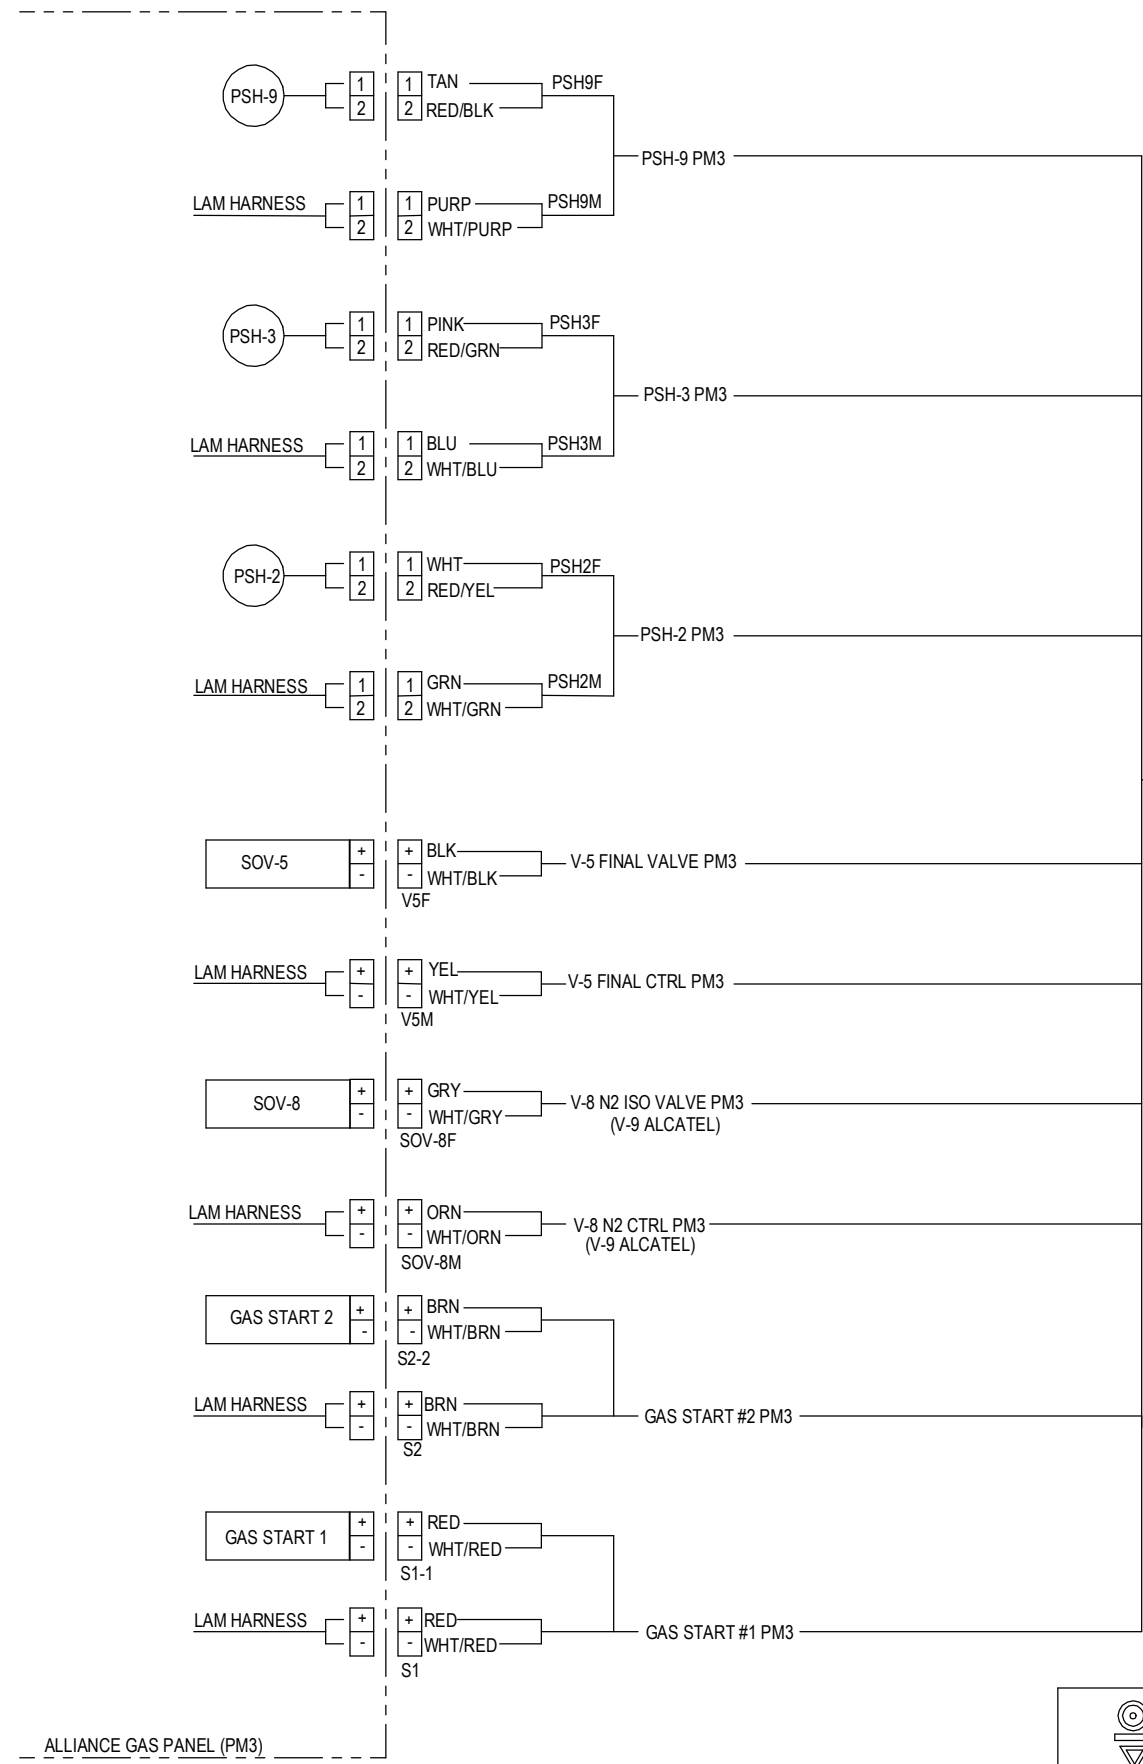 PSH-9
1 1 TAN PSH9F
2 2 RED/BLK
PSH-9 PM3
LAM HARNESS 1 1 PURP PSH9M
2 2 WHT/PURP
PSH-3
1 1 PINK PSH3F
2 2 RED/GRN
PSH-3 PM3
LAM HARNESS 1 1 BLU PSH3M
2 2 WHT/BLU
PSH-2
1 1 WHT PSH2F
2 2 RED/YEL
PSH-2 PM3
LAM HARNESS 1 1 GRN PSH2M
2 2 WHT/GRN
SOV-5 + + BLK V-5 FINAL VALVE PM3
- - WHT/BLK
V5F
LAM HARNESS + + YEL V-5 FINAL CTRL PM3
- - WHT/YEL
V5M
SOV-8 + + GRY V-8 N2 ISO VALVE PM3
- - WHT/GRY (V-9 ALCATEL)
SOV-8F
LAM HARNESS + + ORN V-8 N2 CTRL PM3
- - WHT/ORN (V-9 ALCATEL)
SOV-8M
GAS START 2 + + BRN
- - WHT/BRN
S2-2
LAM HARNESS + + BRN GAS START #2 PM3
- - WHT/BRN
S2
GAS START 1 + + RED
- - WHT/RED
S1-1
LAM HARNESS + + RED GAS START #1 PM3
- - WHT/RED
S1
ALLIANCE GAS PANEL (PM3)